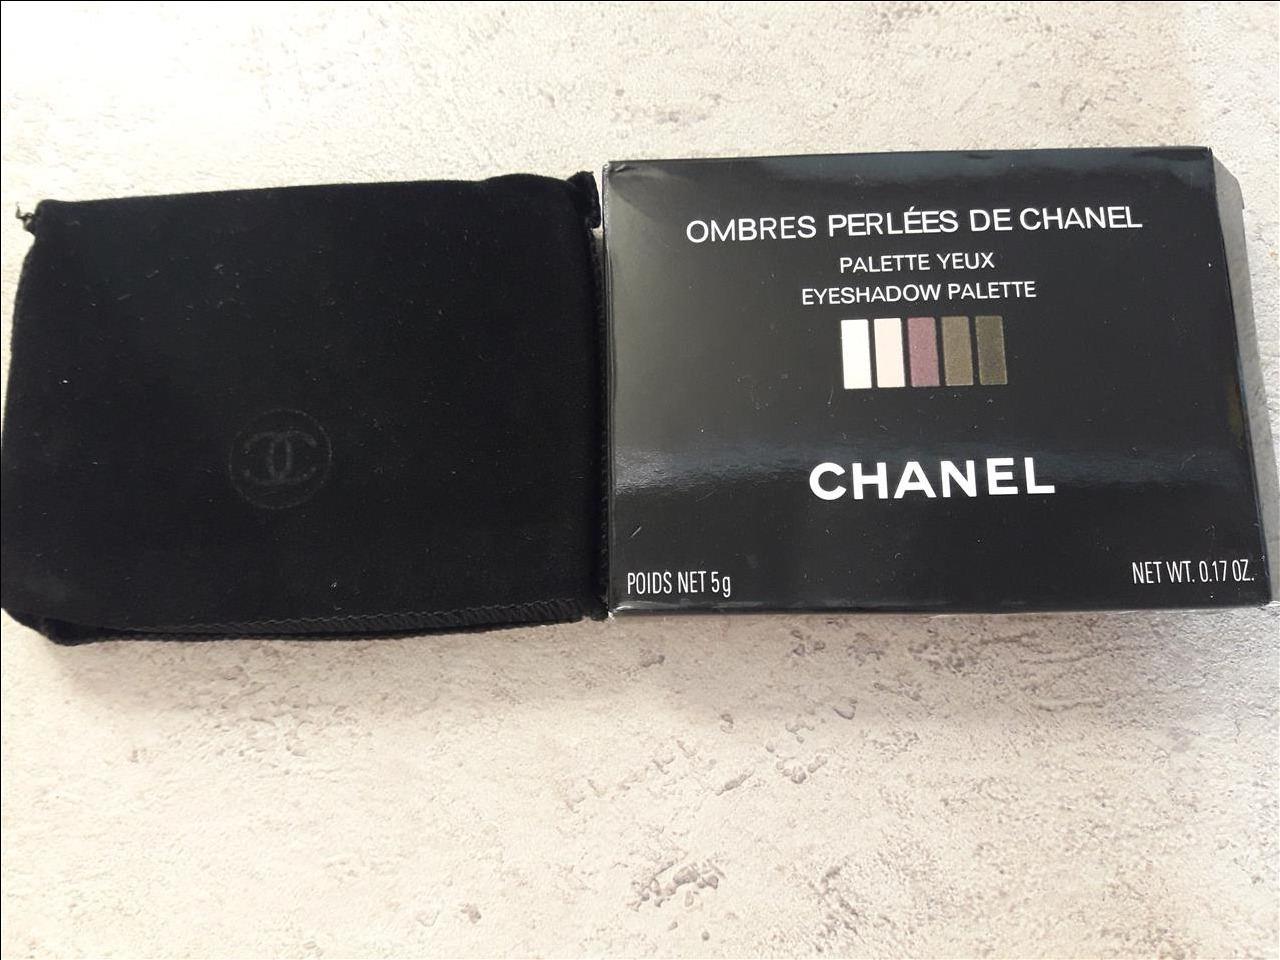 OMBRES PERLÉES DE CHANEL
PALETTE YEUX
EYESHADOW PALETTE
CHANEL
POIDS NET 5g
NET WT. 0.17 OZ.